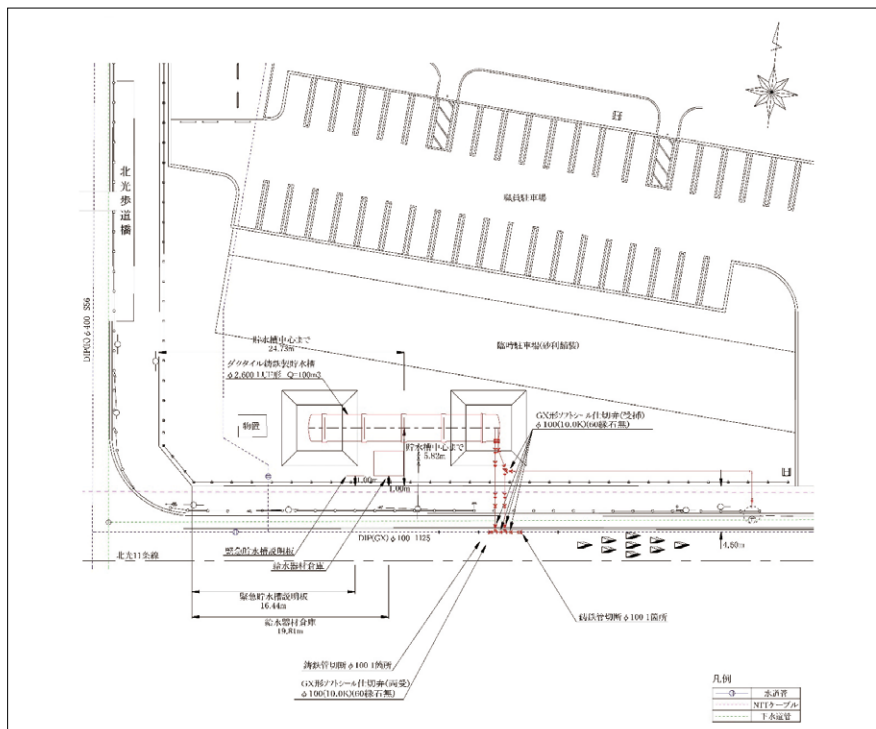 職員駐車場
北光歩道橋
DIP(K)φ400 S56
臨時駐車場(砂利舗装)
貯水槽中心まで
24.73m
ダクタイル鋳鉄製貯水槽
GX形ソフトシール仕切弁(受挿)
φ100(10.0K)(60縁石無)
物置
貯水槽中心まで
5.82m
1.00m
1.00m
DIP(GX) φ100
4.50m
北光11条線
緊急貯水槽説明板
給水器材倉庫
緊急貯水槽説明板
16.44m
給水器材倉庫
19.81m
鋳鉄管切断 φ100 1箇所
鋳鉄管切断 φ100 1箇所
GX形ソフトシール仕切弁(両受)
φ100(10.0K)(60縁石無)
凡例
水道管
NTTケーブル
下水道管